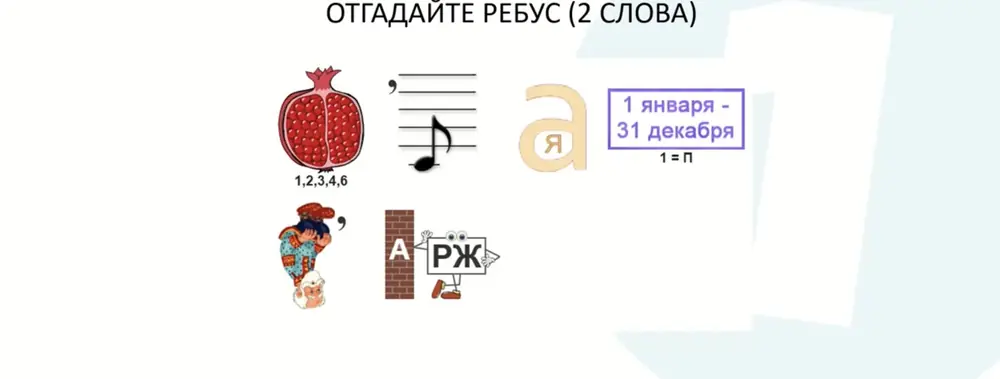 ОТГАДАЙТЕ РЕБУС (2 СЛОВА)
,
1,2,3,4,6
а
я
1 января -
31 декабря
1 = П
,
А
РЖ